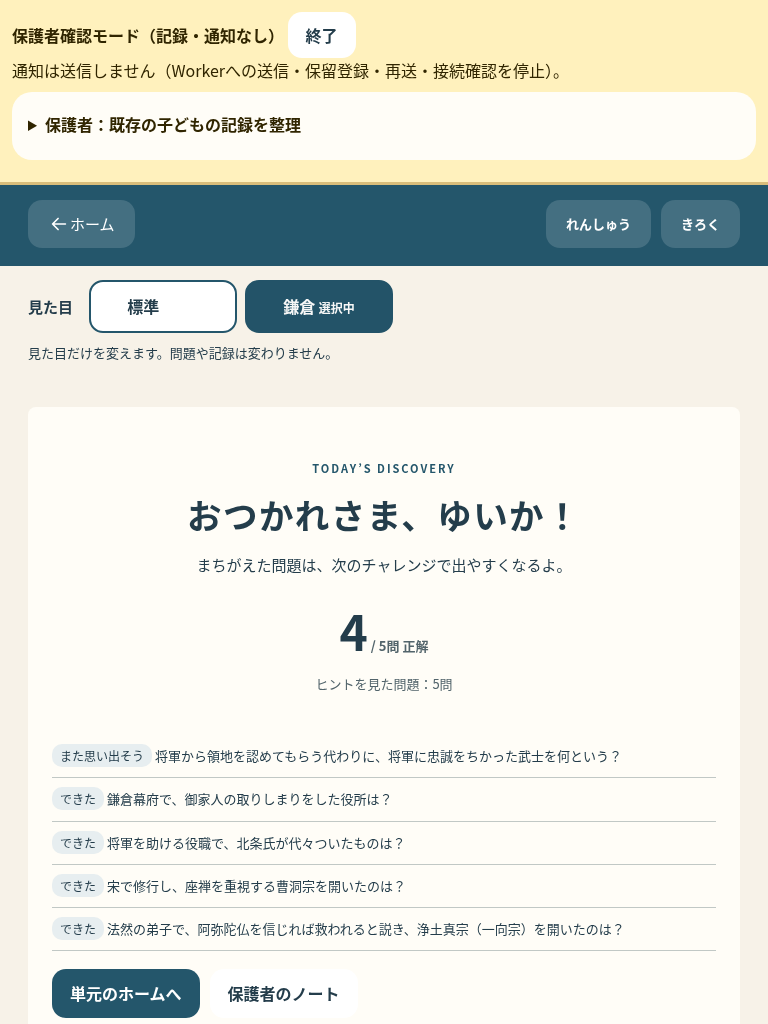 保護者確認モード（記録・通知なし） 終了
通知は送信しません（Workerへの送信・保留登録・再送・接続確認を停止）。
▶ 保護者：既存の子どもの記録を整理
← ホーム れんしゅう きろく
見た目 標準 鎌倉 選択中
見た目だけを変えます。問題や記録は変わりません。
TODAY’S DISCOVERY
おつかれさま、ゆいか！
まちがえた問題は、次のチャレンジで出やすくなるよ。
4 / 5問 正解
ヒントを見た問題：5問
また思い出そう 将軍から領地を認めてもらう代わりに、将軍に忠誠をちかった武士を何という？
できた 鎌倉幕府で、御家人の取りしまりをした役所は？
できた 将軍を助ける役職で、北条氏が代々ついたものは？
できた 宋で修行し、座禅を重視する曹洞宗を開いたのは？
できた 法然の弟子で、阿弥陀仏を信じれば救われると説き、浄土真宗（一向宗）を開いたのは？
単元のホームへ 保護者のノート